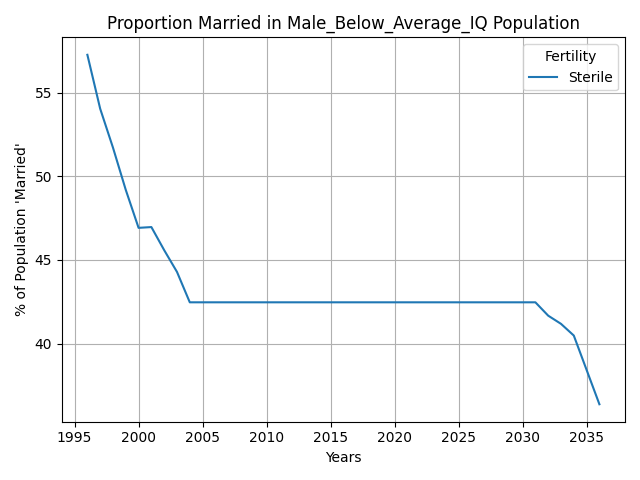 Proportion Married in Male_Below_Average_IQ Population
Fertility
Sterile
% of Population 'Married'
55
50
45
40
1995
2000
2005
2010
2015
2020
2025
2030
2035
Years